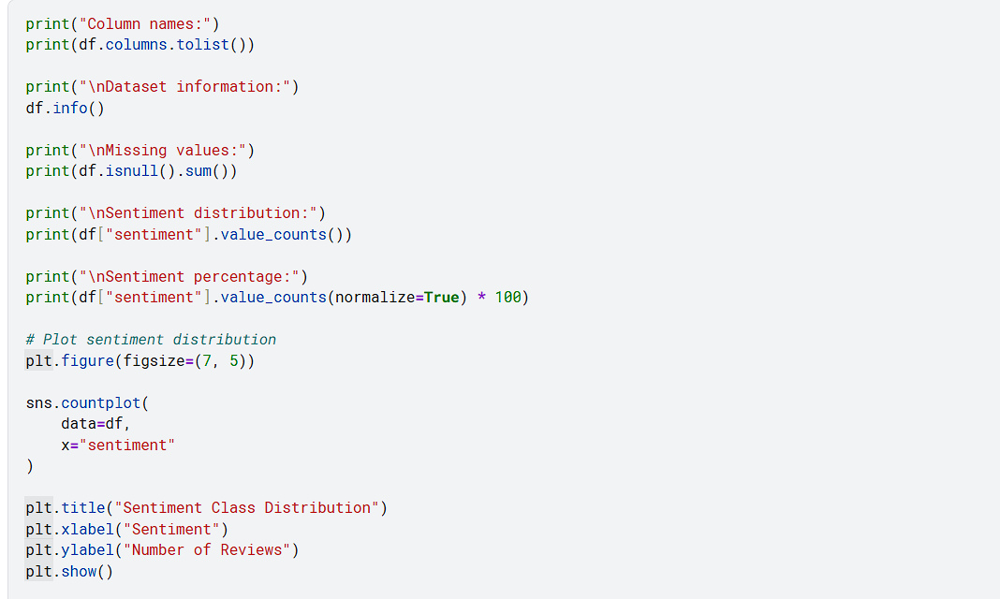 print("Column names:")
print(df.columns.tolist())
print("\nDataset information:")
df.info()
print("\nMissing values:")
print(df.isnull().sum())
print("\nSentiment distribution:")
print(df["sentiment"].value_counts())
print("\nSentiment percentage:")
print(df["sentiment"].value_counts(normalize=True) * 100)
# Plot sentiment distribution
plt.figure(figsize=(7, 5))
sns.countplot(
    data=df,
    x="sentiment"
)
plt.title("Sentiment Class Distribution")
plt.xlabel("Sentiment")
plt.ylabel("Number of Reviews")
plt.show()